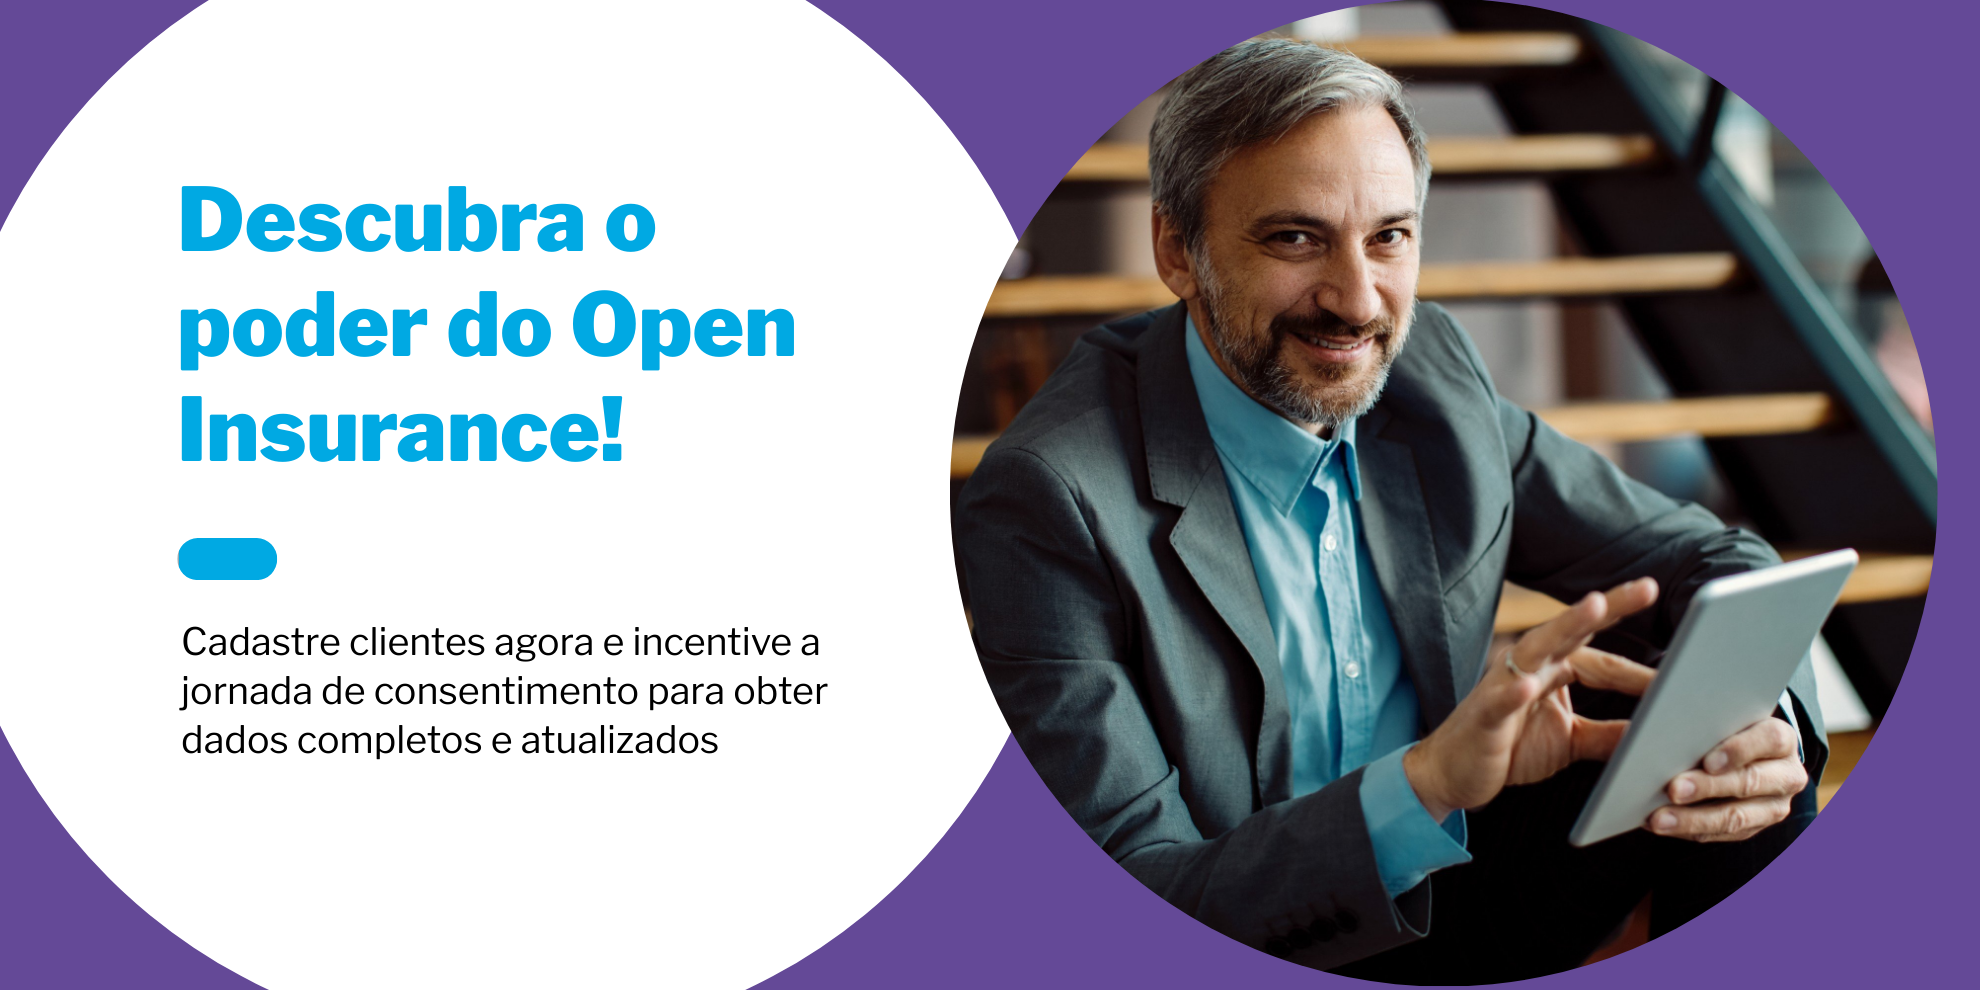 Descubra o
poder do Open
Insurance!
Cadastre clientes agora e incentive a
jornada de consentimento para obter
dados completos e atualizados